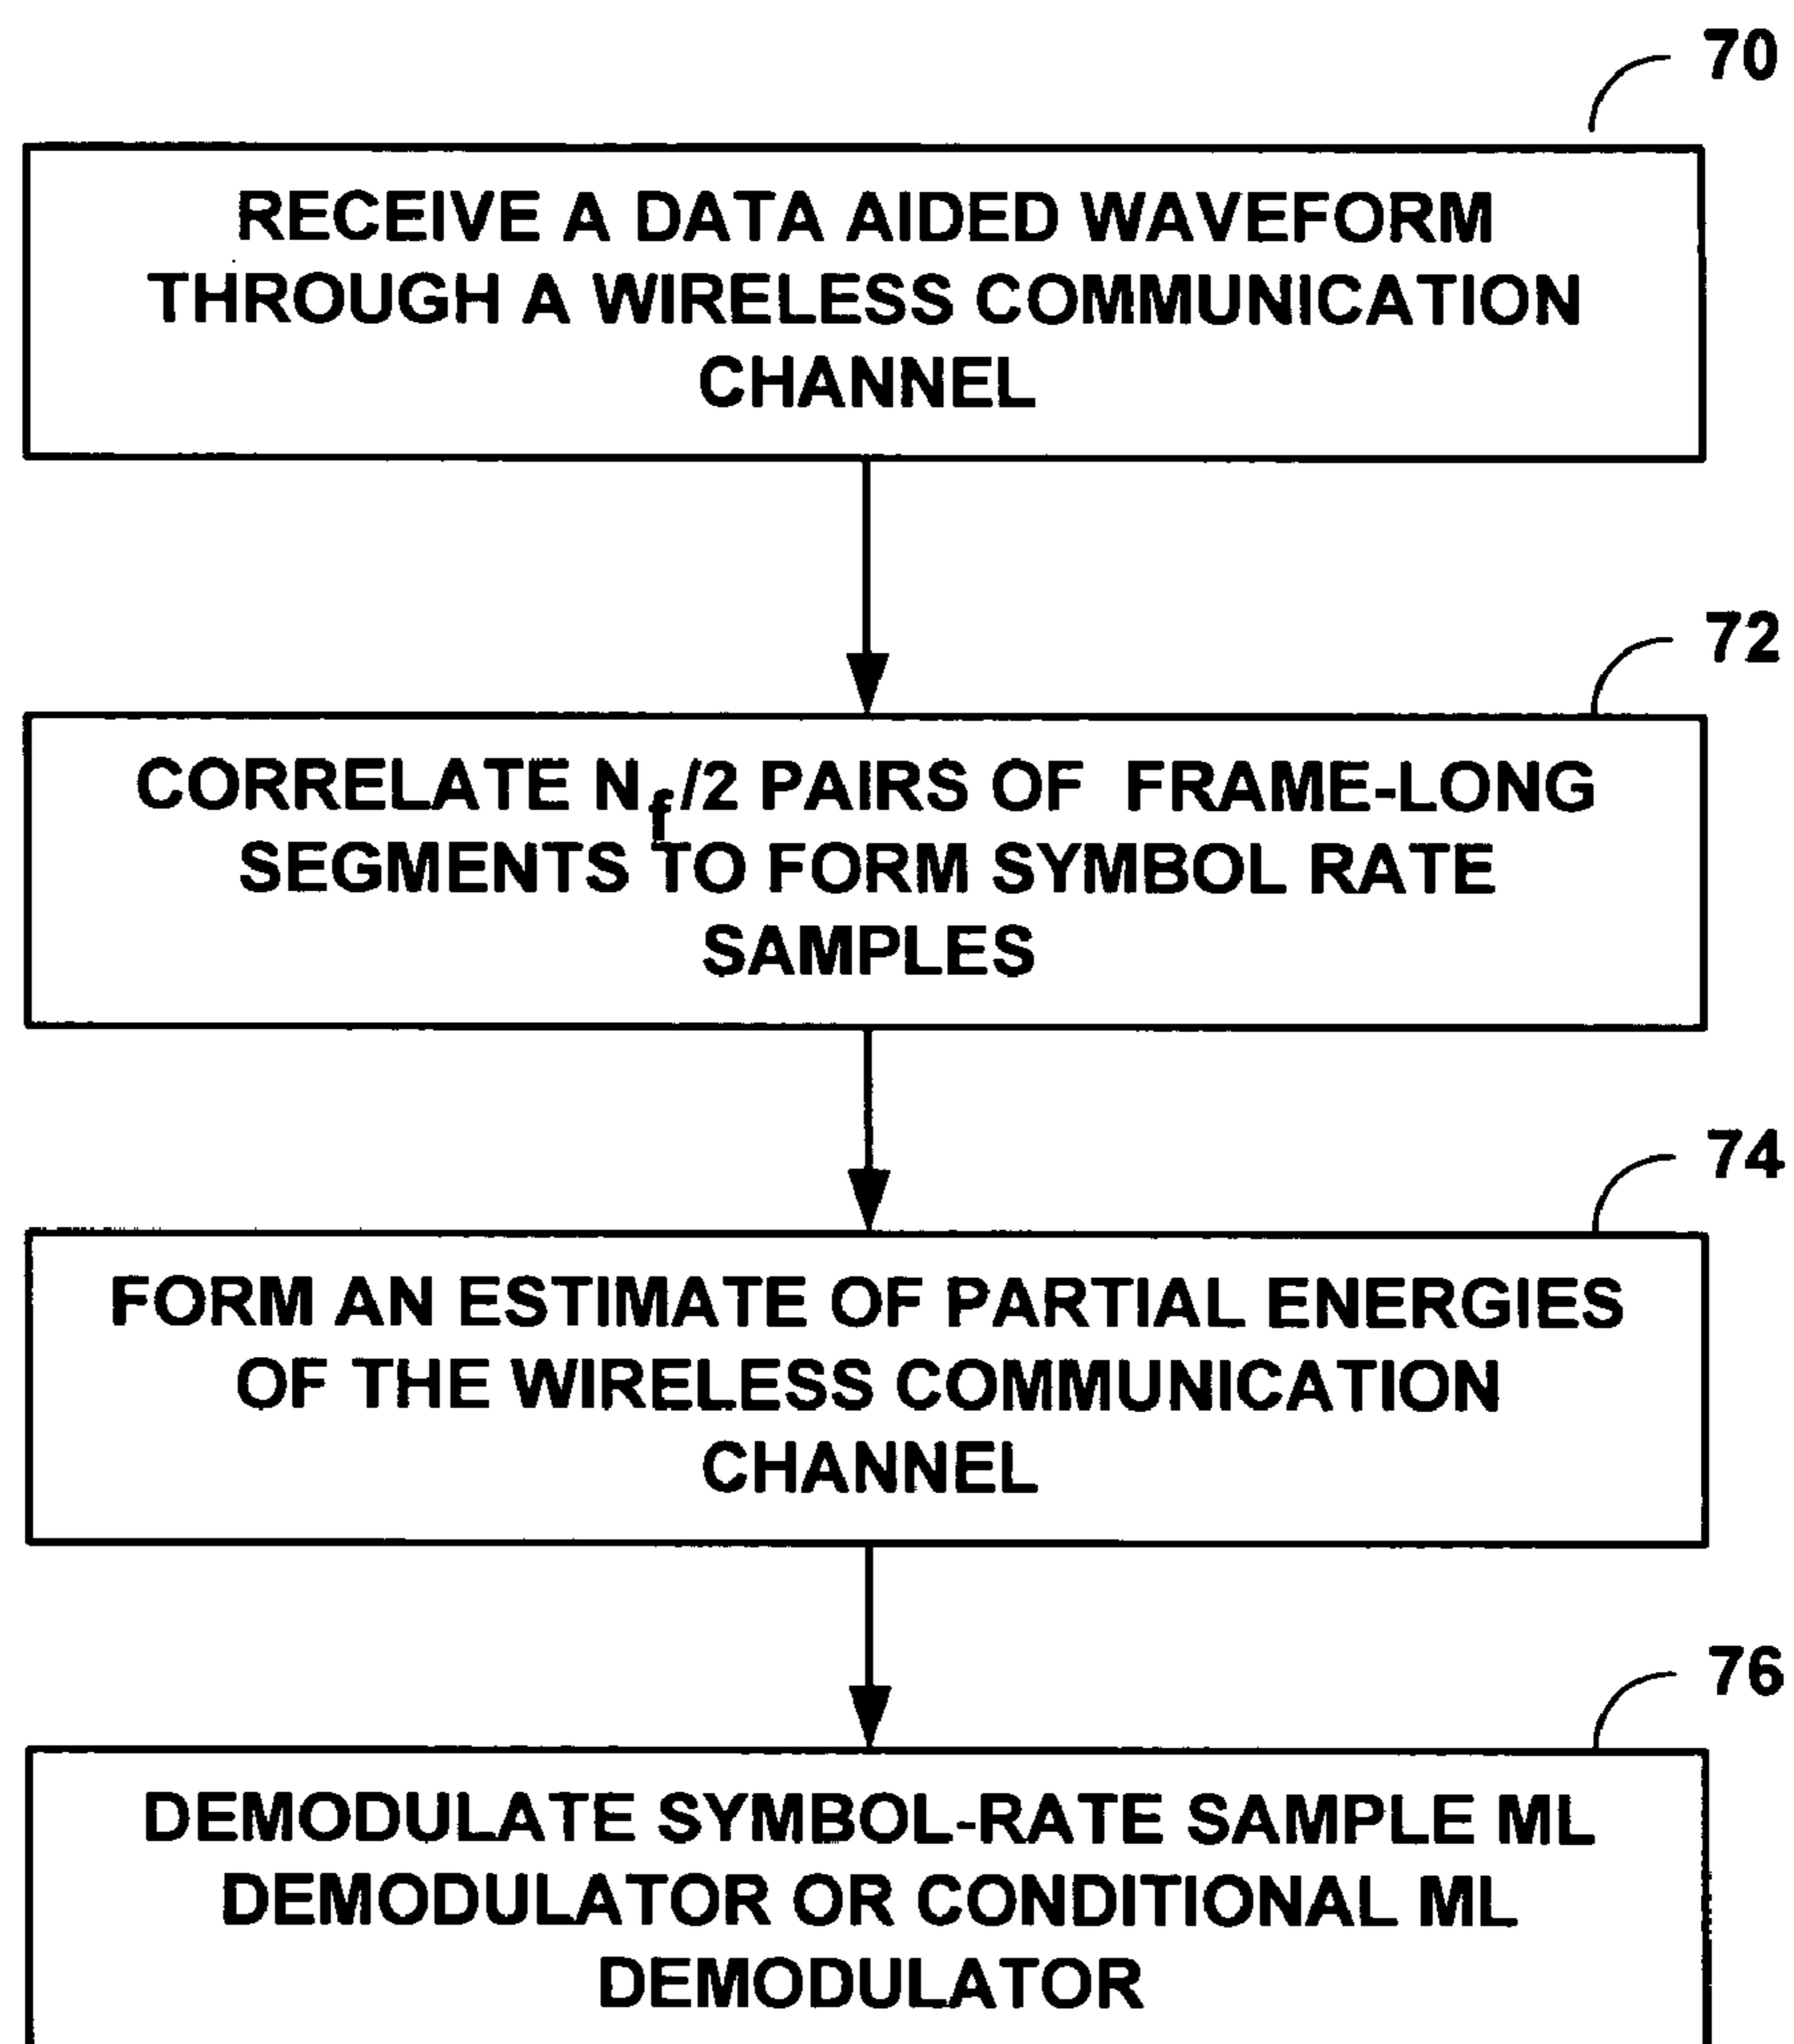 70
RECEIVE A DATA AIDED WAVEFORM
THROUGH A WIRELESS COMMUNICATION
CHANNEL
72
CORRELATE Nf/2 PAIRS OF FRAME-LONG
SEGMENTS TO FORM SYMBOL RATE
SAMPLES
74
FORM AN ESTIMATE OF PARTIAL ENERGIES
OF THE WIRELESS COMMUNICATION
CHANNEL
76
DEMODULATE SYMBOL-RATE SAMPLE ML
DEMODULATOR OR CONDITIONAL ML
DEMODULATOR